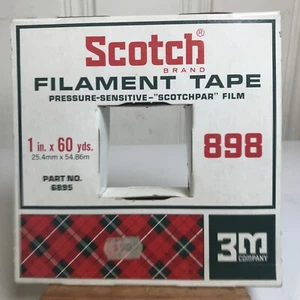 Scotch®
BRAND
FILAMENT TAPE
PRESSURE-SENSITIVE-"SCOTCHPAR" FILM
1 in. x 60 yds.
25.4mm x 54.86m
898
PART NO.
6895
3M
COMPANY